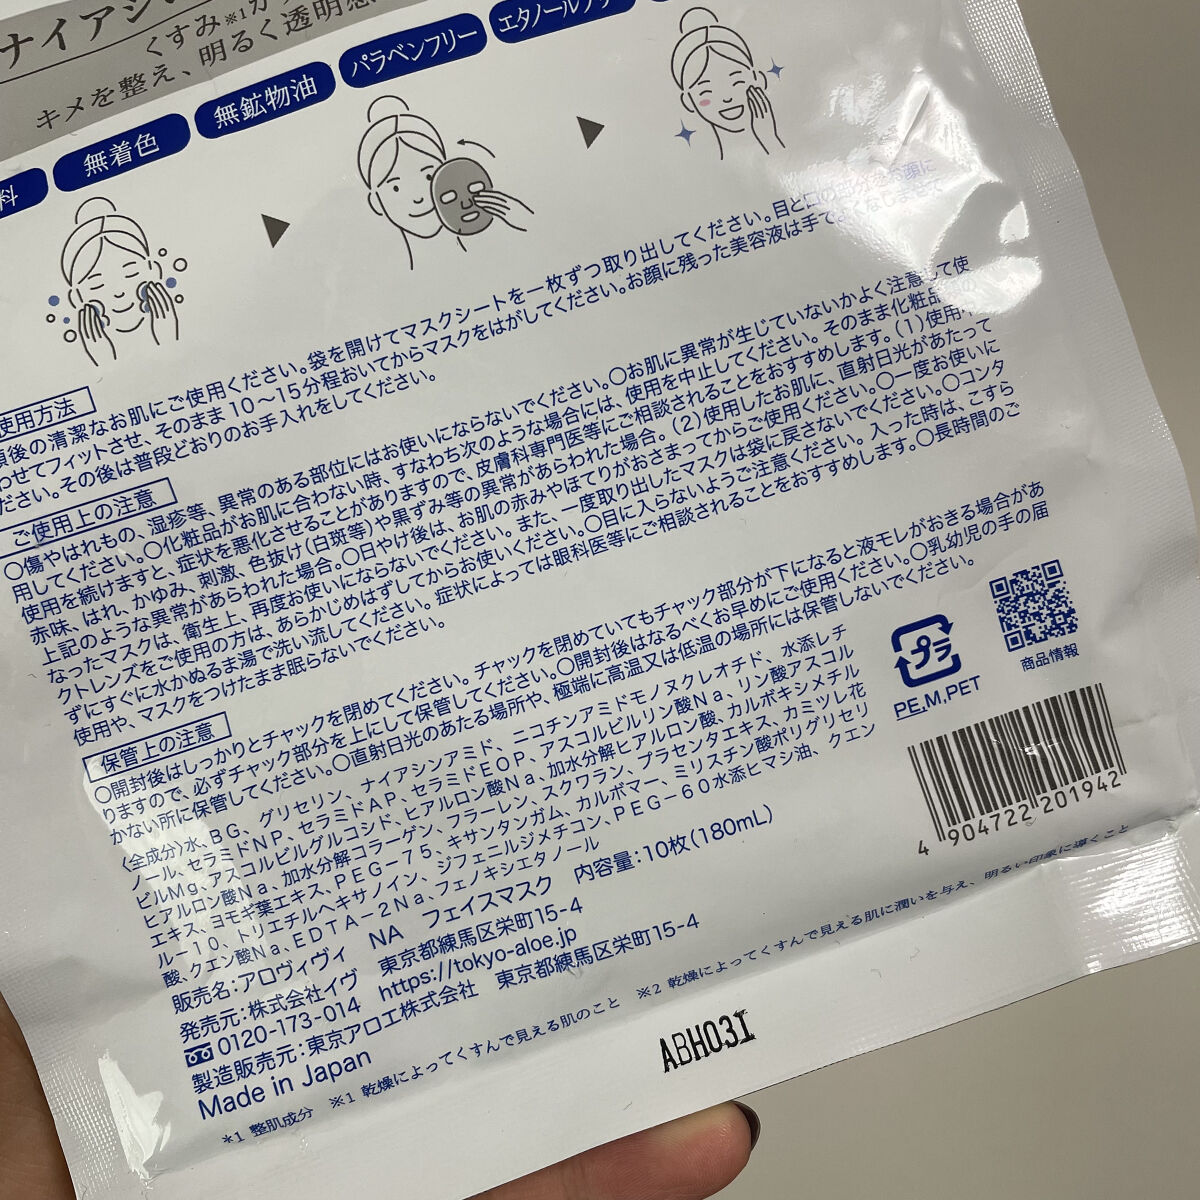 ナイアシ
くすみ※1が
キメを整え、明るく透明感
料
無着色
無鉱物油
パラベンフリー
エタノールフリー
使用方法
顔後の清潔なお肌にご使用ください。袋を開けてマスクシートを一枚ずつ取り出してください。目と口の部分をお顔に
わせてフィットさせ、そのまま10〜15分程おいてからマスクをはがしてください。お顔に残った美容液は手でよくなじませて
ださい。その後は普段どおりのお手入れをしてください。
ご使用上の注意
○傷やはれもの、湿疹等、異常のある部位にはお使いにならないでください。○お肌に異常が生じていないかよく注意して使
用してください。○化粧品がお肌に合わない時、すなわち次のような場合には、使用を中止してください。そのまま化粧品類の
使用を続けますと、症状を悪化させることがありますので、皮膚科専門医等にご相談されることをおすすめします。(1)使用中、
赤味、はれ、かゆみ、刺激、色抜け(白斑等)や黒ずみ等の異常があらわれた場合。(2)使用したお肌に、直射日光があたって
上記のような異常があらわれた場合。○日やけ後は、お肌の赤みやほてりがおさまってからご使用ください。○一度お使いに
なったマスクは、衛生上、再度お使いにならないでください。また、一度取り出したマスクは袋に戻さないでください。○コンタ
クトレンズをご使用の方は、あらかじめはずしてからお使いください。○目に入らないようご注意ください。入った時は、こすら
ずにすぐに水かぬるま湯で洗い流してください。症状によっては眼科医等にご相談されることをおすすめします。○長時間のご
使用や、マスクをつけたまま眠らないでください。
保管上の注意
○開封後はしっかりとチャックを閉めてください。チャックを閉めていてもチャック部分が下になると液モレがおきる場合があ
りますので、必ずチャック部分を上にして保管してください。○開封後はなるべくお早めにご使用ください。○乳幼児の手の届
かない所に保管してください。○直射日光のあたる場所や、極端に高温又は低温の場所には保管しないでください。
〈全成分〉水、BG、グリセリン、ナイアシンアミド、ニコチンアミドモノヌクレオチド、水添レチ
ノール、セラミドNP、セラミドAP、セラミドEOP、アスコルビルリン酸Na、リン酸アスコル
ビルMg、アスコルビルグルコシド、ヒアルロン酸Na、加水分解ヒアルロン酸、カルボキシメチル
ヒアルロン酸Na、加水分解コラーゲン、フラーレン、スクワラン、プラセンタエキス、カミツレ花
エキス、ヨモギ葉エキス、PEG-75、キサンタンガム、カルボマー、ミリスチン酸ポリグリセリ
ル-10、トリエチルヘキサノイン、ジフェニルジメチコン、PEG-60水添ヒマシ油、クエン
酸、クエン酸Na、EDTA-2Na、フェノキシエタノール
販売名:アロヴィヴィ NA フェイスマスク 内容量:10枚(180mL)
発売元:株式会社イヴ 東京都練馬区栄町15-4
0120-173-014 https://tokyo-aloe.jp
製造販売元:東京アロエ株式会社 東京都練馬区栄町15-4
Made in Japan
*1 整肌成分 ※1 乾燥によってくすんで見える肌のこと ※2 乾燥によってくすんで見える肌に潤いを与え、明るい印象に導くこと
プラ
PE,M,PET
商品情報
4 904722 201942
ABH03I